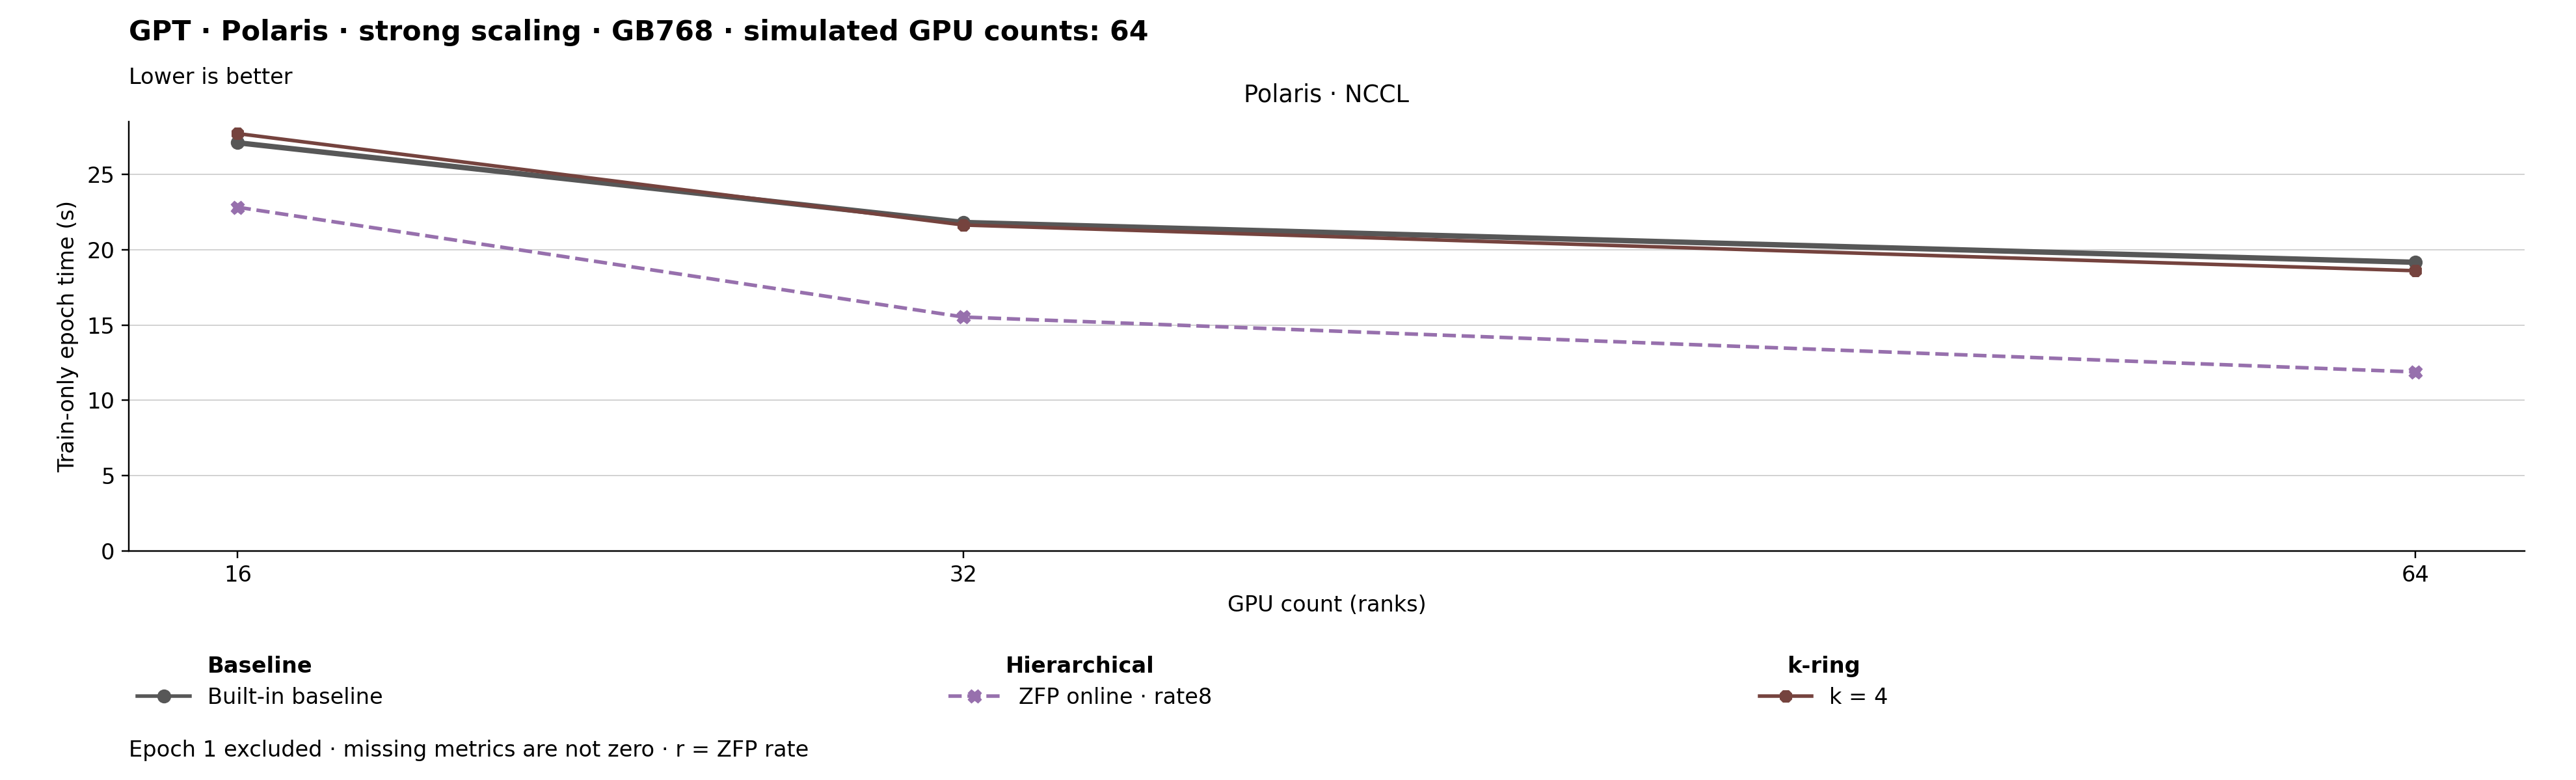 GPT · Polaris · strong scaling · GB768 · simulated GPU counts: 64
Lower is better
Polaris · NCCL
Train-only epoch time (s)
25
20
15
10
5
0
16 32 64
GPU count (ranks)
Baseline Hierarchical k-ring
Built-in baseline ZFP online · rate8 k = 4
Epoch 1 excluded · missing metrics are not zero · r = ZFP rate